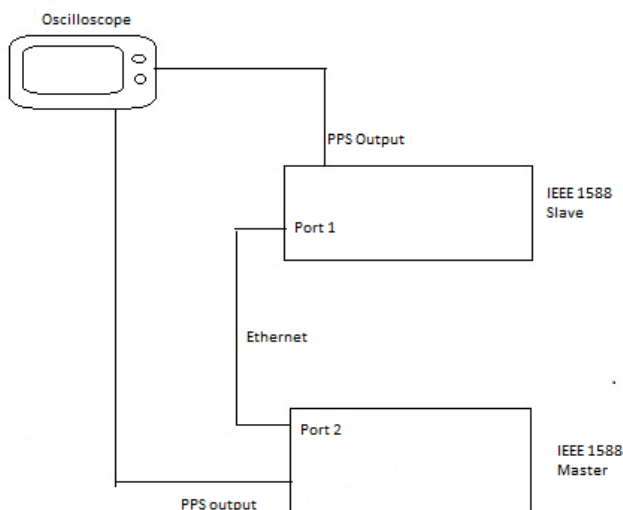 Oscilloscope
PPS Output
IEEE 1588
Slave
Port 1
Ethernet
Port 2
IEEE 1588
Master
PPS output